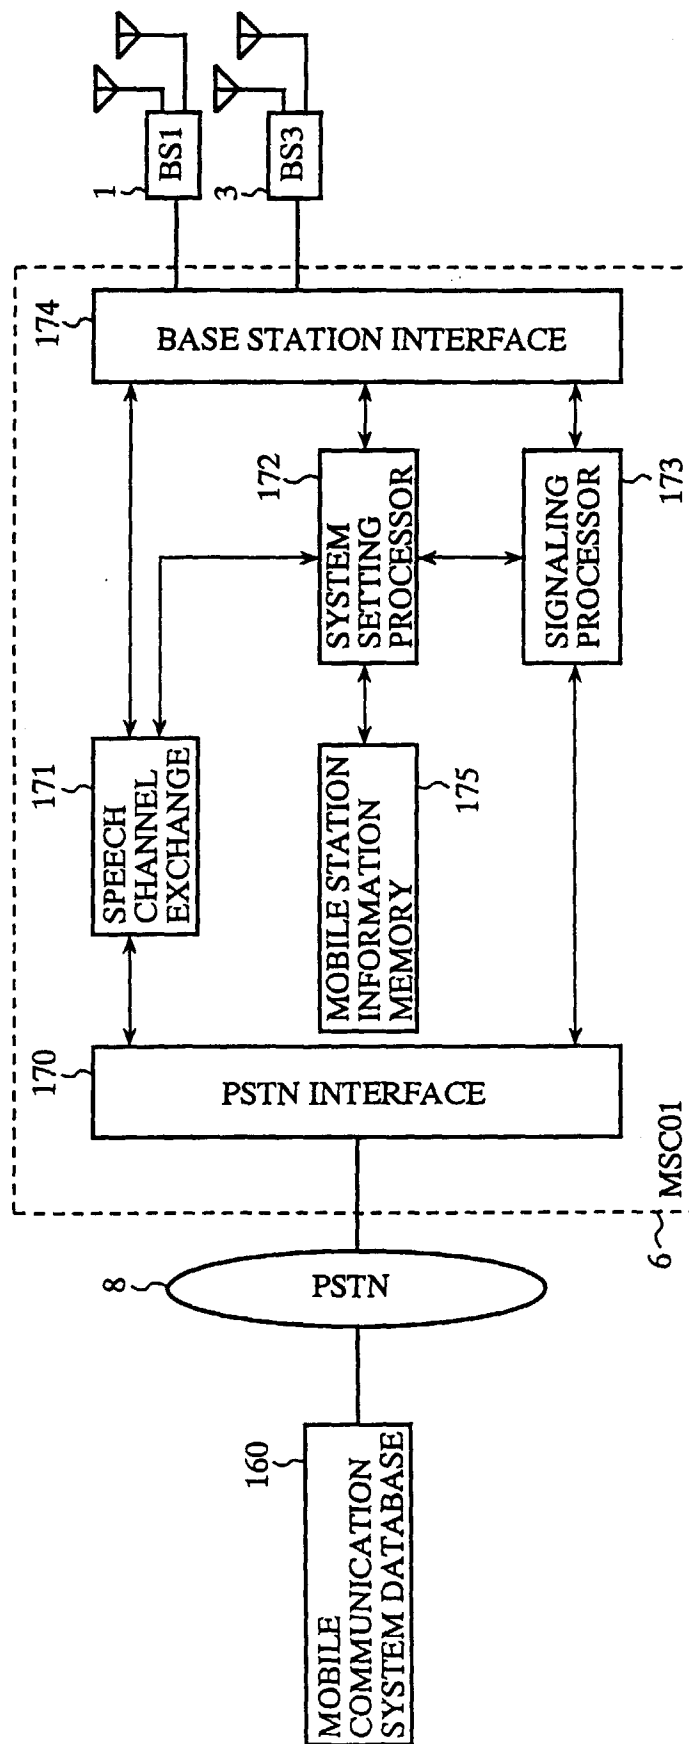 160
MOBILE
COMMUNICATION
SYSTEM DATABASE
8
PSTN
6
MSC01
170
PSTN INTERFACE
171
SPEECH
CHANNEL
EXCHANGE
MOBILE STATION
INFORMATION
MEMORY
175
172
SYSTEM
SETTING
PROCESSOR
SIGNALING
PROCESSOR
173
174
BASE STATION INTERFACE
1
BS1
3
BS3